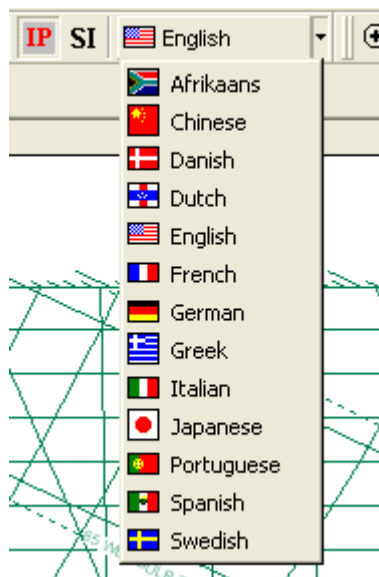 IP SI English
Afrikaans
Chinese
Danish
Dutch
English
French
German
Greek
Italian
Japanese
Portuguese
Spanish
Swedish